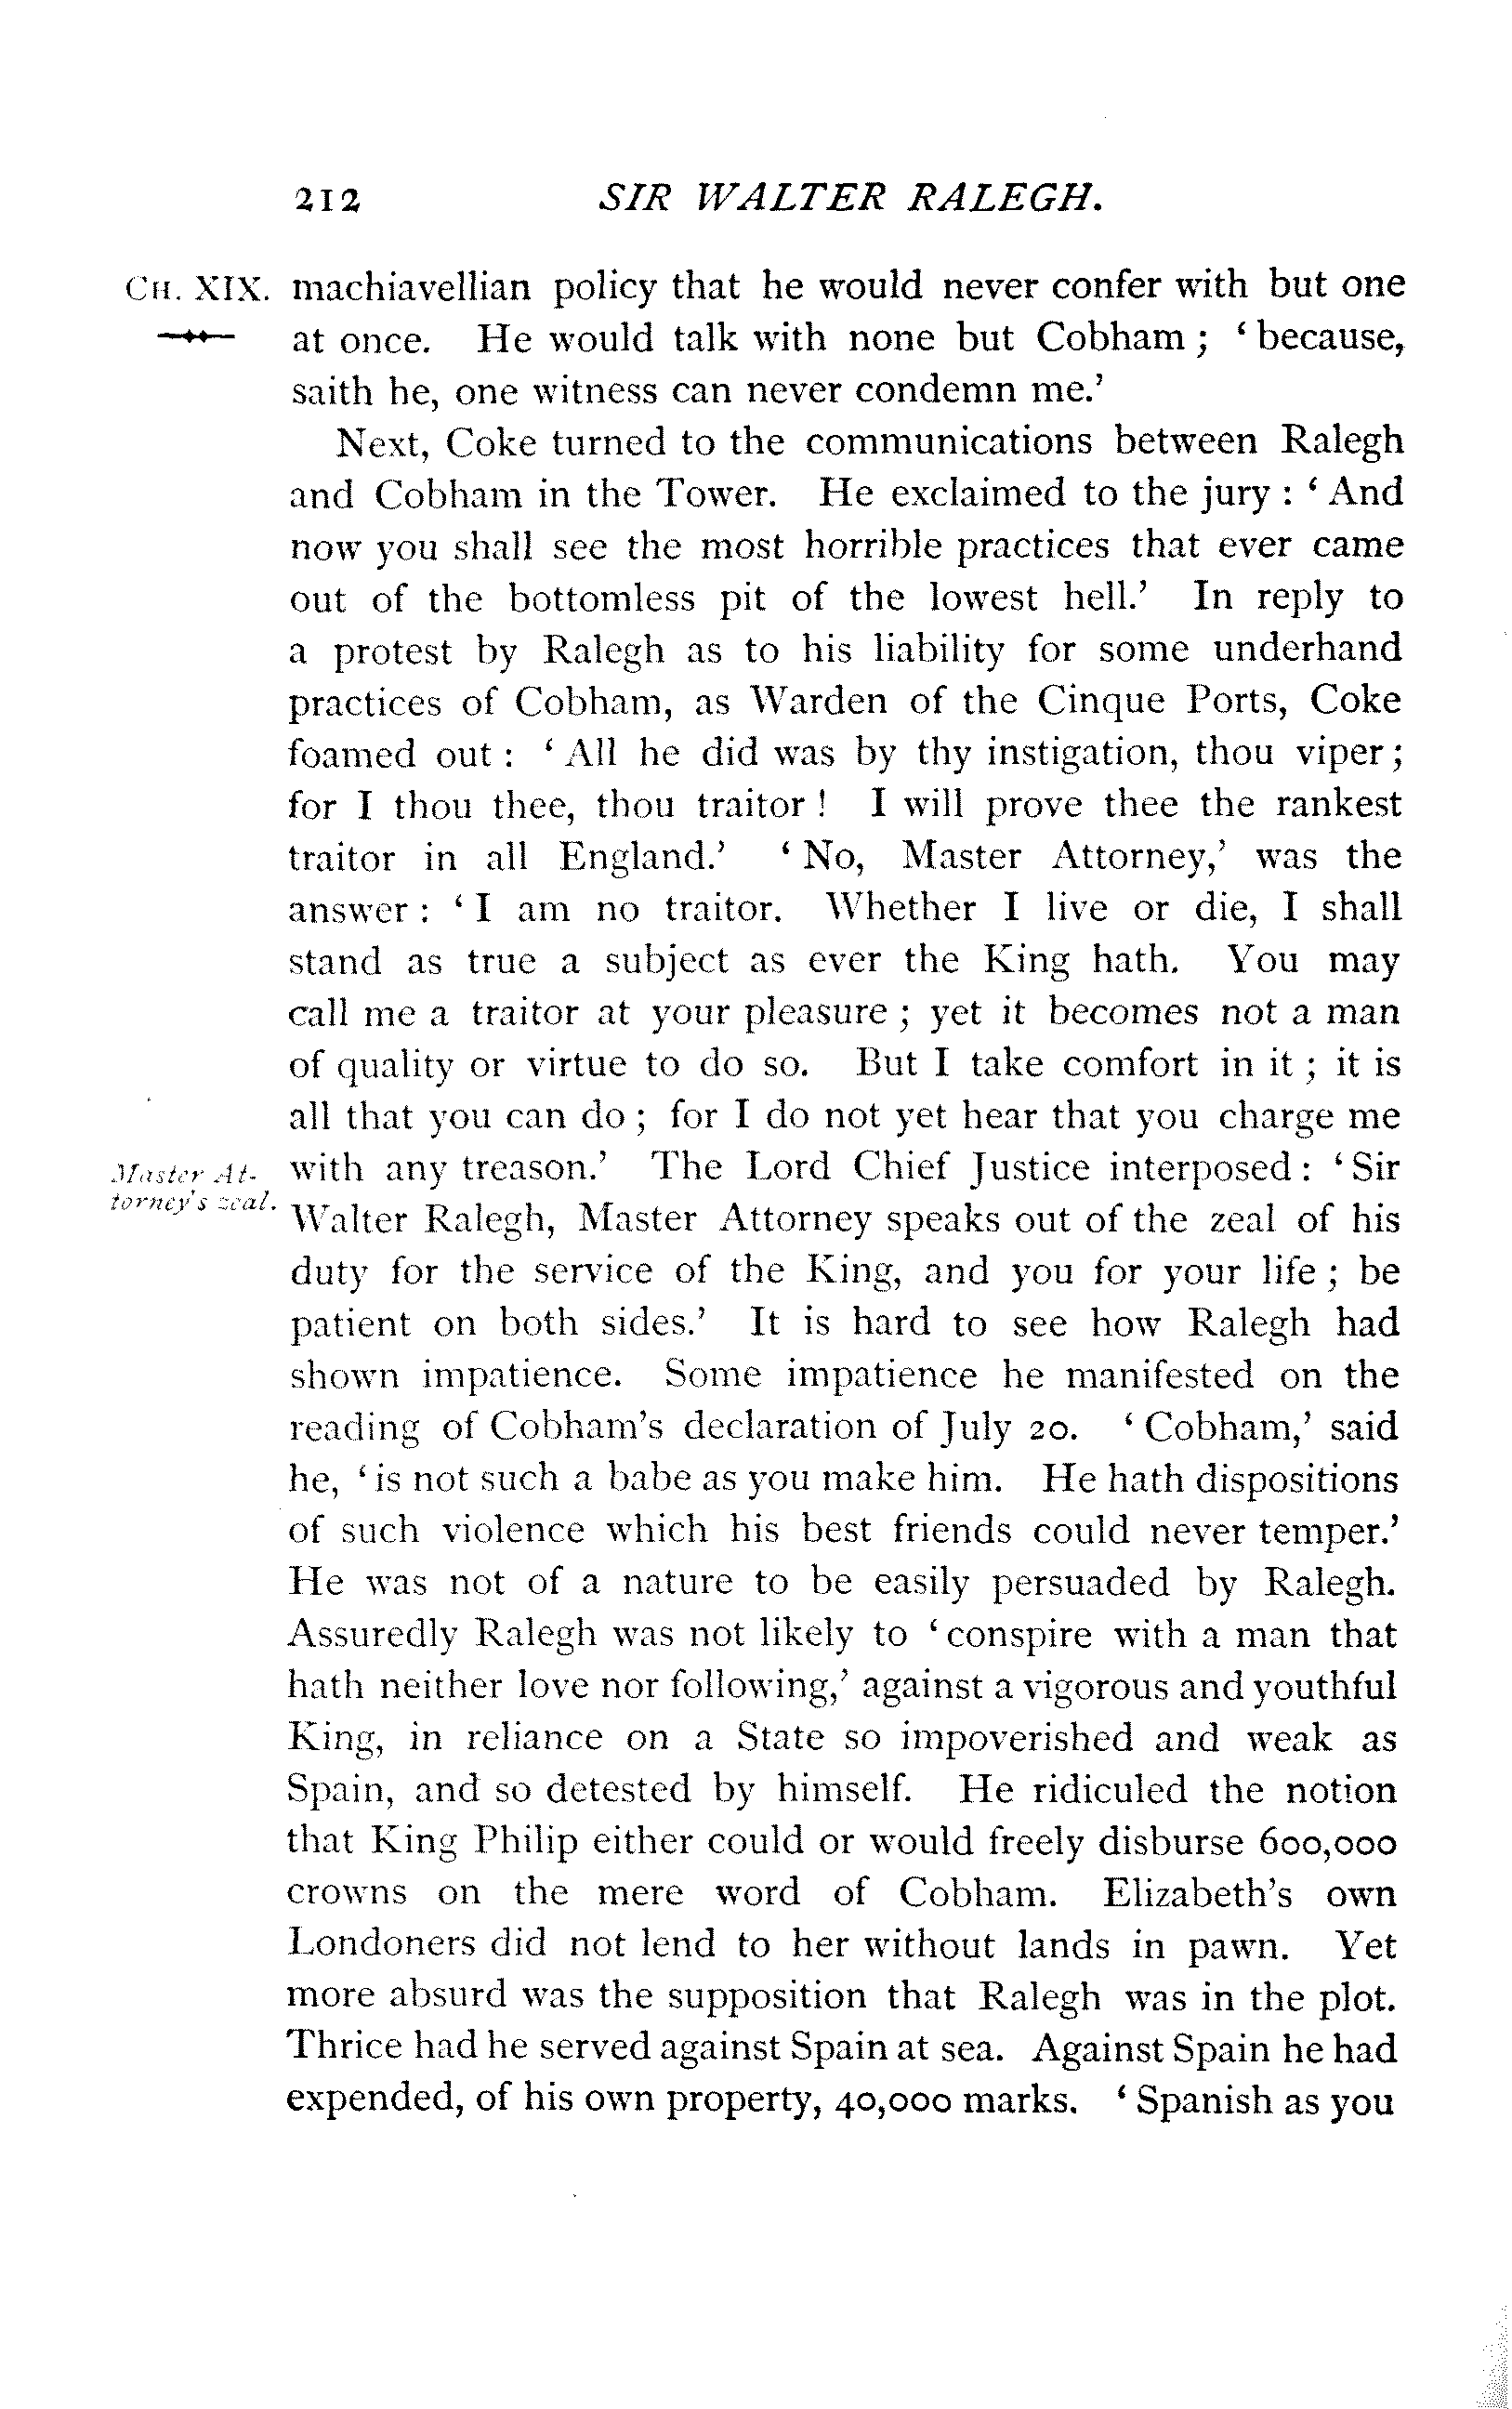 212 SIR WALTER RALEGH.
CH. XIX. machiavellian policy that he would never confer with but one
at once. He would talk with none but Cobham ; ‘ because,
saith he, one witness can never condemn me.’
Next, Coke turned to the communications between Ralegh
and Cobham in the Tower. He exclaimed to the jury : ‘ And
now you shall see the most horrible practices that ever came
out of the bottomless pit of the lowest hell.’ In reply to
a protest by Ralegh as to his liability for some underhand
practices of Cobham, as Warden of the Cinque Ports, Coke
foamed out : ‘ All he did was by thy instigation, thou viper ;
for I thou thee, thou traitor ! I will prove thee the rankest
traitor in all England.’ ‘ No, Master Attorney,’ was the
answer : ‘ I am no traitor. Whether I live or die, I shall
stand as true a subject as ever the King hath. You may
call me a traitor at your pleasure ; yet it becomes not a man
of quality or virtue to do so. But I take comfort in it ; it is
all that you can do ; for I do not yet hear that you charge me
Master At-
torney's zeal.
with any treason.’ The Lord Chief Justice interposed : ‘ Sir
Walter Ralegh, Master Attorney speaks out of the zeal of his
duty for the service of the King, and you for your life ; be
patient on both sides.’ It is hard to see how Ralegh had
shown impatience. Some impatience he manifested on the
reading of Cobham's declaration of July 20. ‘ Cobham,’ said
he, ‘ is not such a babe as you make him. He hath dispositions
of such violence which his best friends could never temper.’
He was not of a nature to be easily persuaded by Ralegh.
Assuredly Ralegh was not likely to ‘ conspire with a man that
hath neither love nor following,’ against a vigorous and youthful
King, in reliance on a State so impoverished and weak as
Spain, and so detested by himself. He ridiculed the notion
that King Philip either could or would freely disburse 600,000
crowns on the mere word of Cobham. Elizabeth's own
Londoners did not lend to her without lands in pawn. Yet
more absurd was the supposition that Ralegh was in the plot.
Thrice had he served against Spain at sea. Against Spain he had
expended, of his own property, 40,000 marks. ‘ Spanish as you